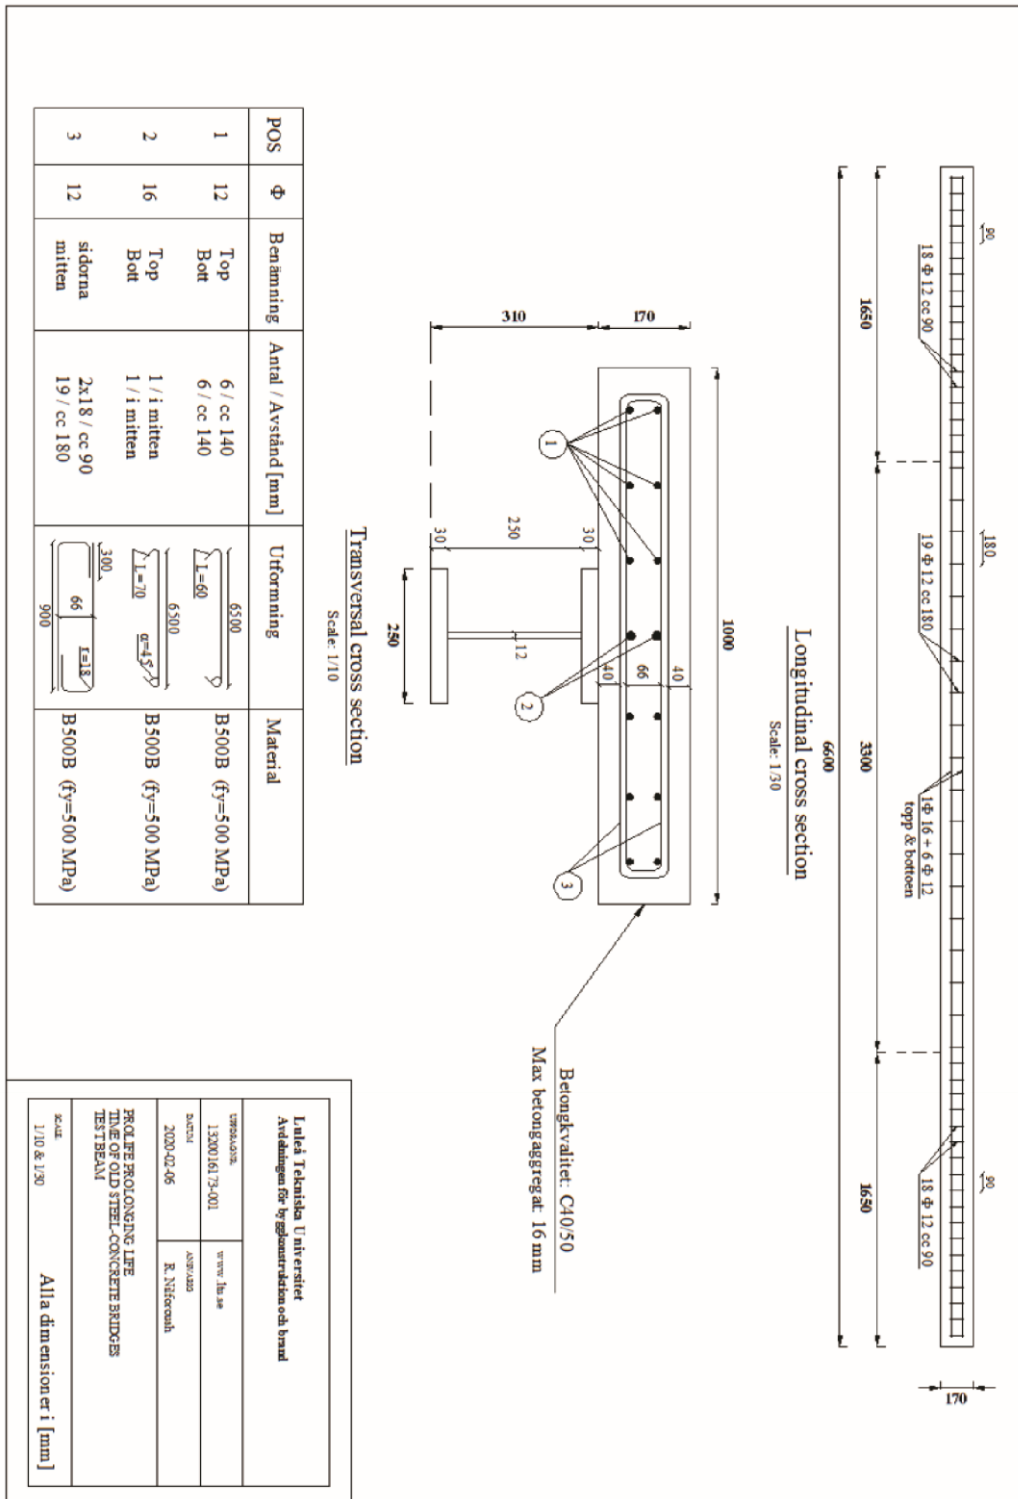 90
18 Φ 12 cc 90
1650
180
19 Φ 12 cc 180
3300
6600
1Φ 16 + 6 Φ 12
topp & bottoen
90
18 Φ 12 cc 90
1650
170
Longitudinal cross section
Scale: 1/30
310
170
1000
1
2
3
30
250
30
12
40
66
40
250
Betongkvalitet: C40/50
Max betongaggregat: 16 mm
Transversal cross section
Scale: 1/10
POS Φ Benämning Antal / Avstånd [mm] Utformning Material
1 12 Top 6 / cc 140 6500 B500B (fy=500 MPa)
Bott 6 / cc 140 L=60
2 16 Top 1 / i mitten 6500 B500B (fy=500 MPa)
Bott 1 / i mitten L=70 α=45°
3 12 sidorna 2x18 / cc 90 300 66 r=18 B500B (fy=500 MPa)
mitten 19 / cc 180 900
Luleå Tekniska Universitet
Avdelningen för byggkonstruktion och brand
1320016173-001
www.ltu.se
DATUM
2020-02-06
ANSVARIG
R. Nilforoush
PROLIFE PROLONGING LIFE
TIME OF OLD STEEL-CONCRETE BRIDGES
TEST BEAM
SCALE
1/10 & 1/30
Alla dimensioner i [mm]